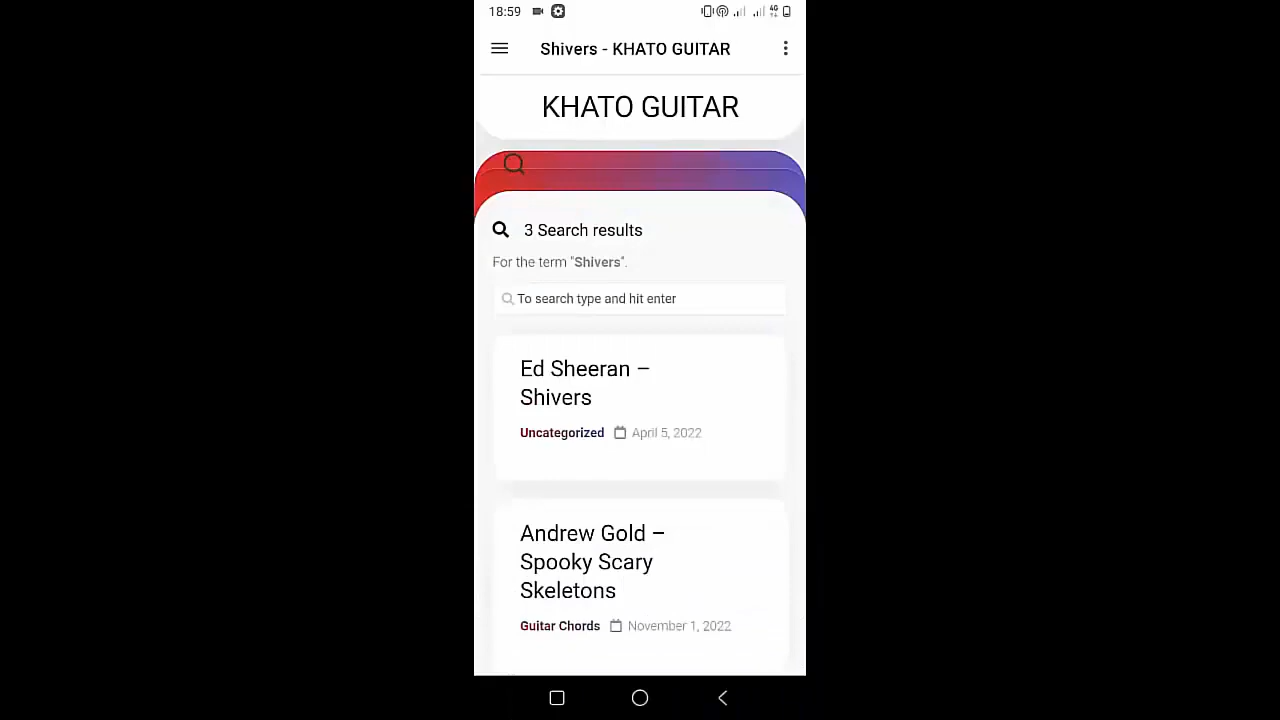 18:59
4G
Shivers - KHATO GUITAR
KHATO GUITAR
3 Search results
For the term "Shivers".
To search type and hit enter
Ed Sheeran –
Shivers
Uncategorized April 5, 2022
Andrew Gold –
Spooky Scary
Skeletons
Guitar Chords November 1, 2022